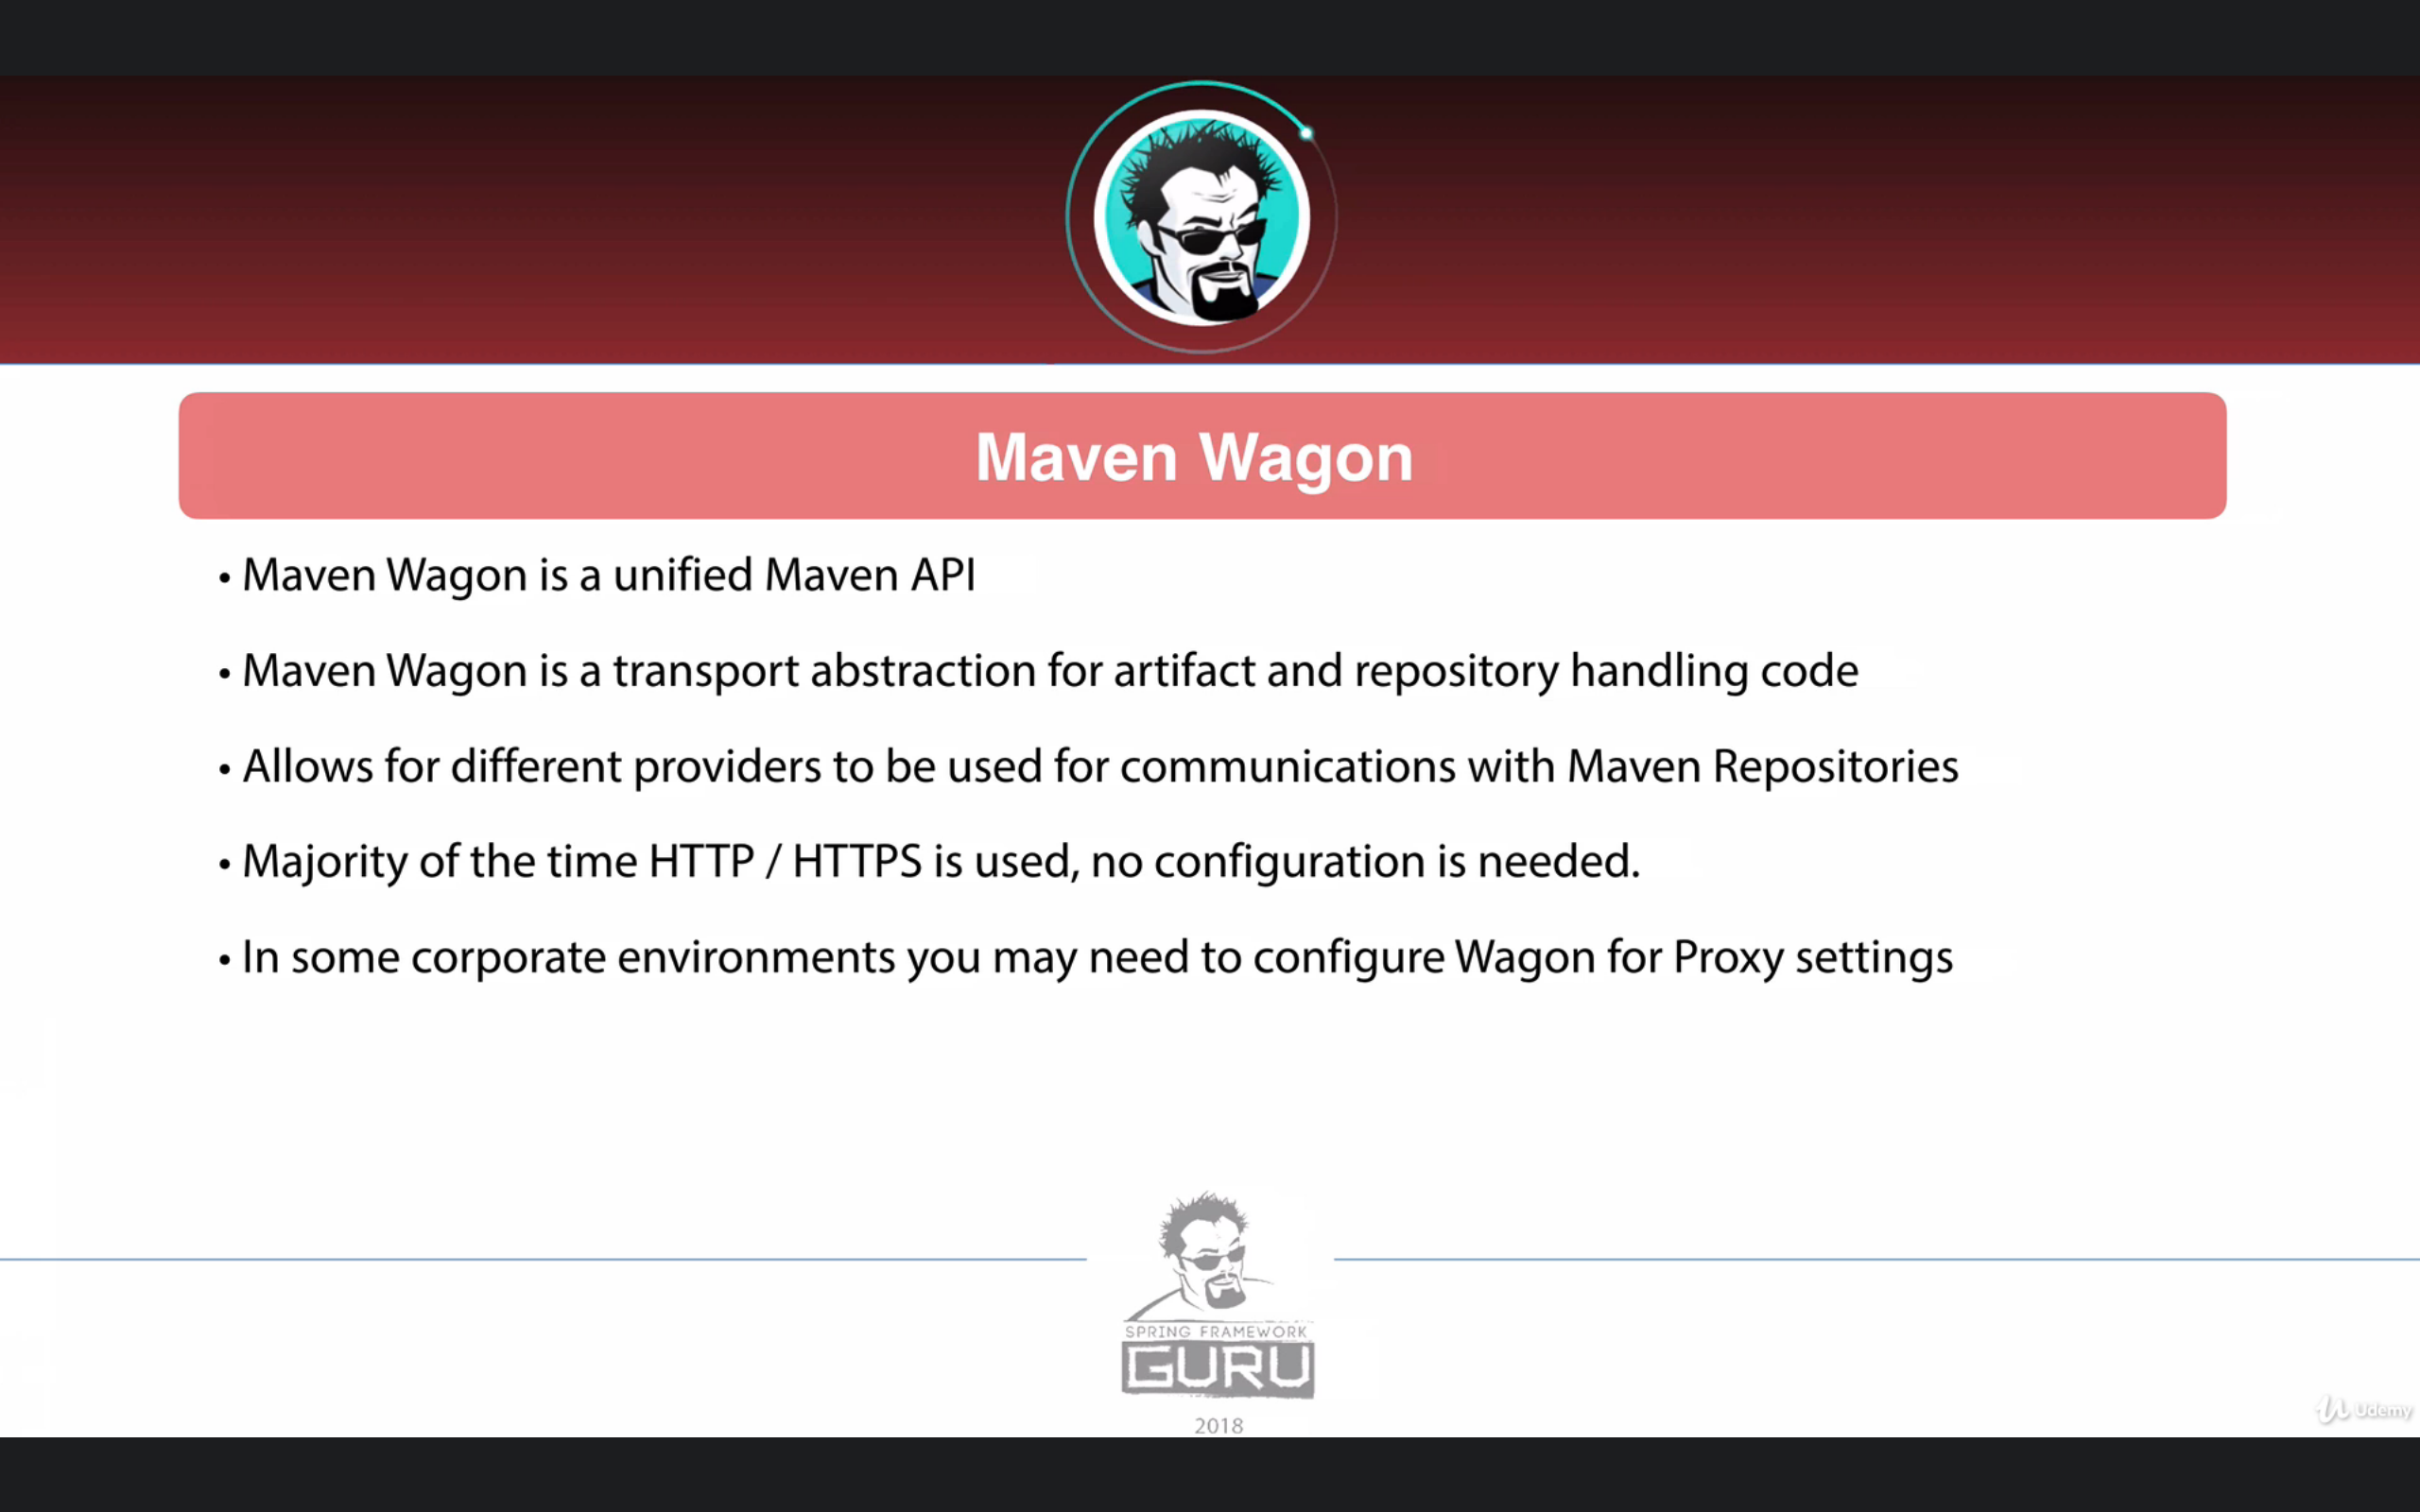 Maven Wagon
• Maven Wagon is a unified Maven API
• Maven Wagon is a transport abstraction for artifact and repository handling code
• Allows for different providers to be used for communications with Maven Repositories
• Majority of the time HTTP / HTTPS is used, no configuration is needed.
• In some corporate environments you may need to configure Wagon for Proxy settings
SPRING FRAMEWORK
GURU
2018
Udemy